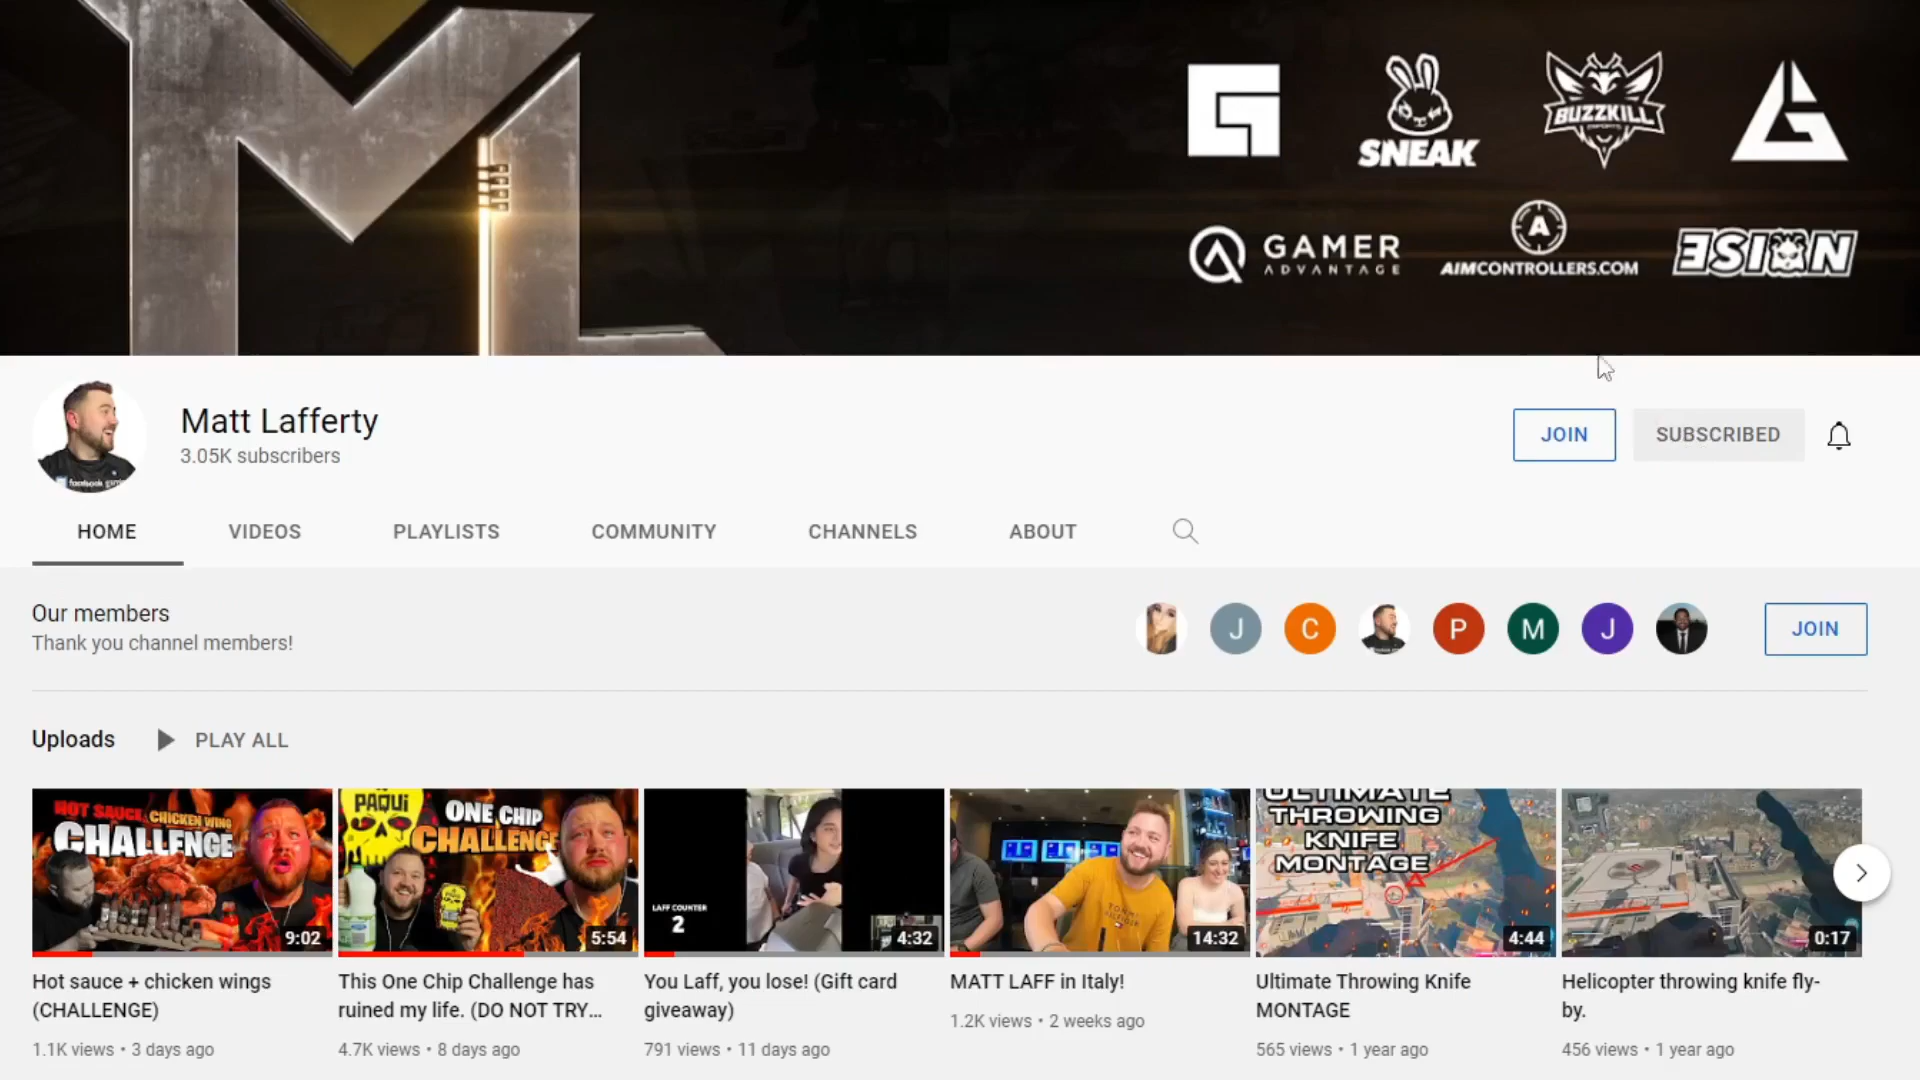 SNEAK
BUZZKILL
ESPORTS
GAMER
ADVANTAGE
A
AIMCONTROLLERS.COM
Matt Lafferty
3.05K subscribers
JOIN
SUBSCRIBED
HOME
VIDEOS
PLAYLISTS
COMMUNITY
CHANNELS
ABOUT
Our members
Thank you channel members!
J
C
P
M
J
JOIN
Uploads
PLAY ALL
HOT SAUCE CHICKEN WING
CHALLENGE
9:02
PAQUI
ONE CHIP
CHALLENGE
5:54
LAFF COUNTER
2
4:32
14:32
ULTIMATE
THROWING
KNIFE
MONTAGE
4:44
0:17
Hot sauce + chicken wings
(CHALLENGE)
1.1K views • 3 days ago
This One Chip Challenge has
ruined my life. (DO NOT TRY...
4.7K views • 8 days ago
You Laff, you lose! (Gift card
giveaway)
791 views • 11 days ago
MATT LAFF in Italy!
1.2K views • 2 weeks ago
Ultimate Throwing Knife
MONTAGE
565 views • 1 year ago
Helicopter throwing knife fly-
by.
456 views • 1 year ago